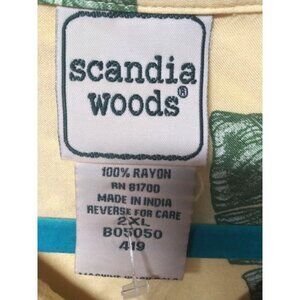 scandia
woods®
100% RAYON
RN 81700
MADE IN INDIA
REVERSE FOR CARE
2XL
B05050
419